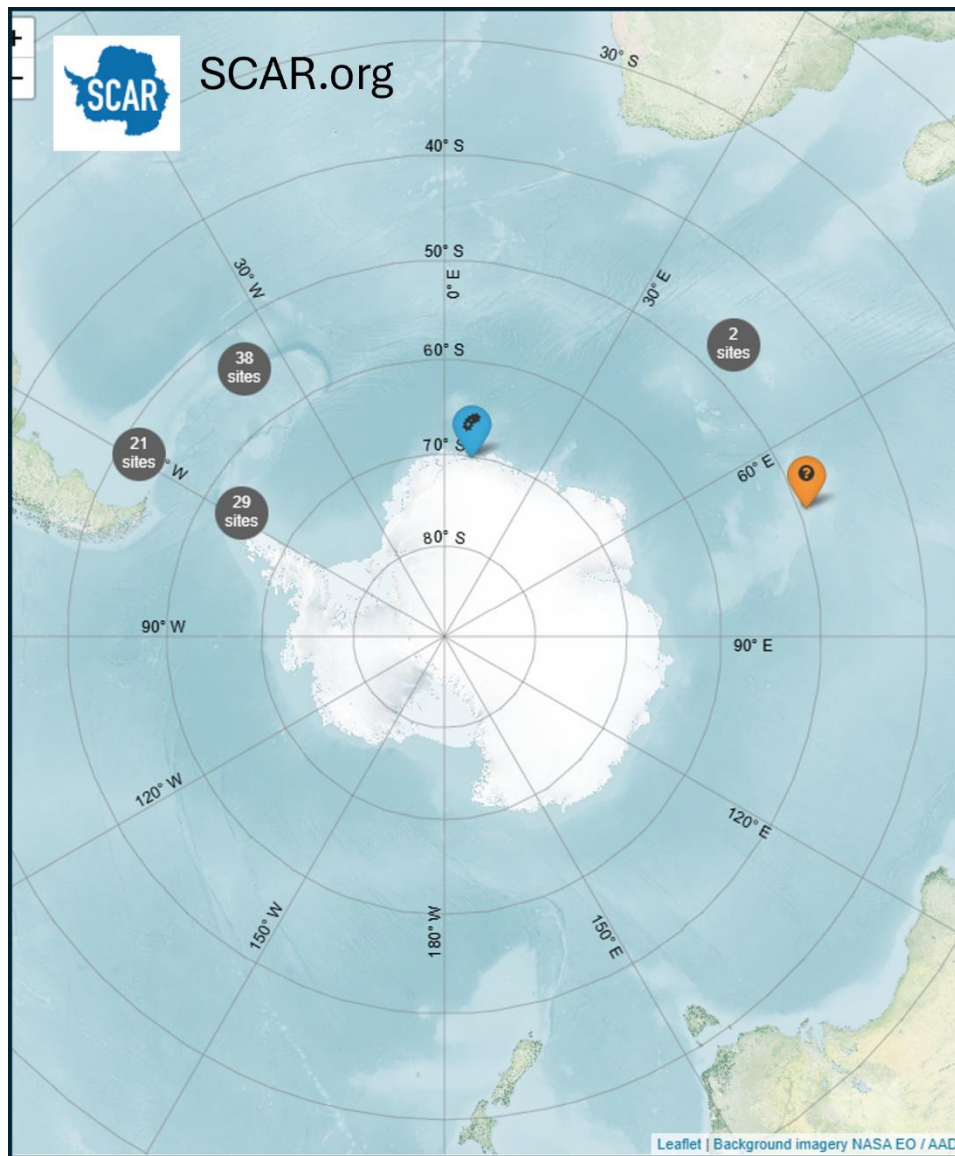 +
−
SCAR
SCAR.org
30° S
40° S
50° S
0° E
30° W
30° E
60° S
2
sites
38
sites
21
sites
° W
70° S
60° E
?
29
sites
80° S
90° W
90° E
120° W
120° E
150° W
180° W
150° E
Leaflet | Background imagery NASA EO / AAD